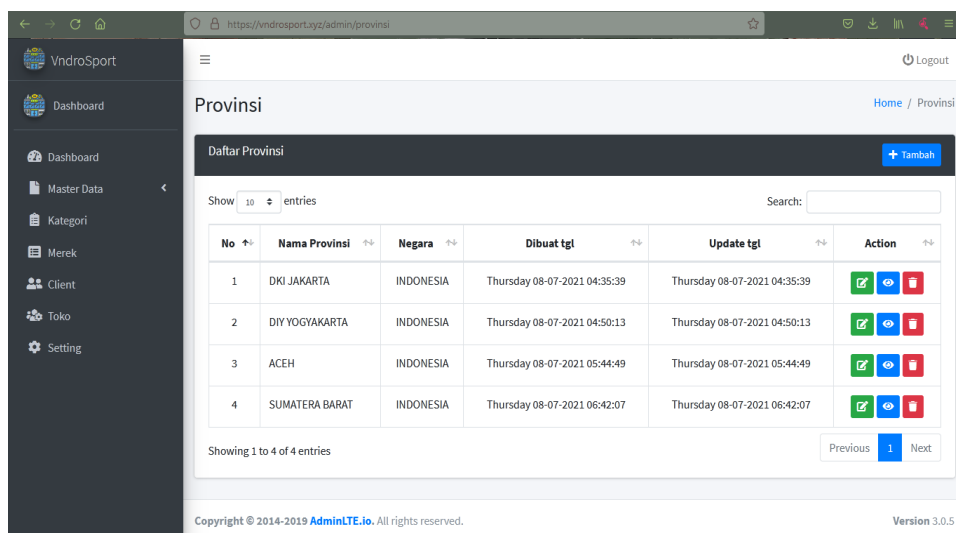 https://vndrosport.xyz/admin/provinsi
VndroSport
Logout
Dashboard
Provinsi
Home / Provinsi
Dashboard
Master Data
Kategori
Merek
Client
Toko
Setting
Daftar Provinsi
+ Tambah
Show 10 entries
Search:
No Nama Provinsi Negara Dibuat tgl Update tgl Action
1 DKI JAKARTA INDONESIA Thursday 08-07-2021 04:35:39 Thursday 08-07-2021 04:35:39
2 DIY YOGYAKARTA INDONESIA Thursday 08-07-2021 04:50:13 Thursday 08-07-2021 04:50:13
3 ACEH INDONESIA Thursday 08-07-2021 05:44:49 Thursday 08-07-2021 05:44:49
4 SUMATERA BARAT INDONESIA Thursday 08-07-2021 06:42:07 Thursday 08-07-2021 06:42:07
Showing 1 to 4 of 4 entries
Previous 1 Next
Copyright © 2014-2019 AdminLTE.io. All rights reserved.
Version 3.0.5